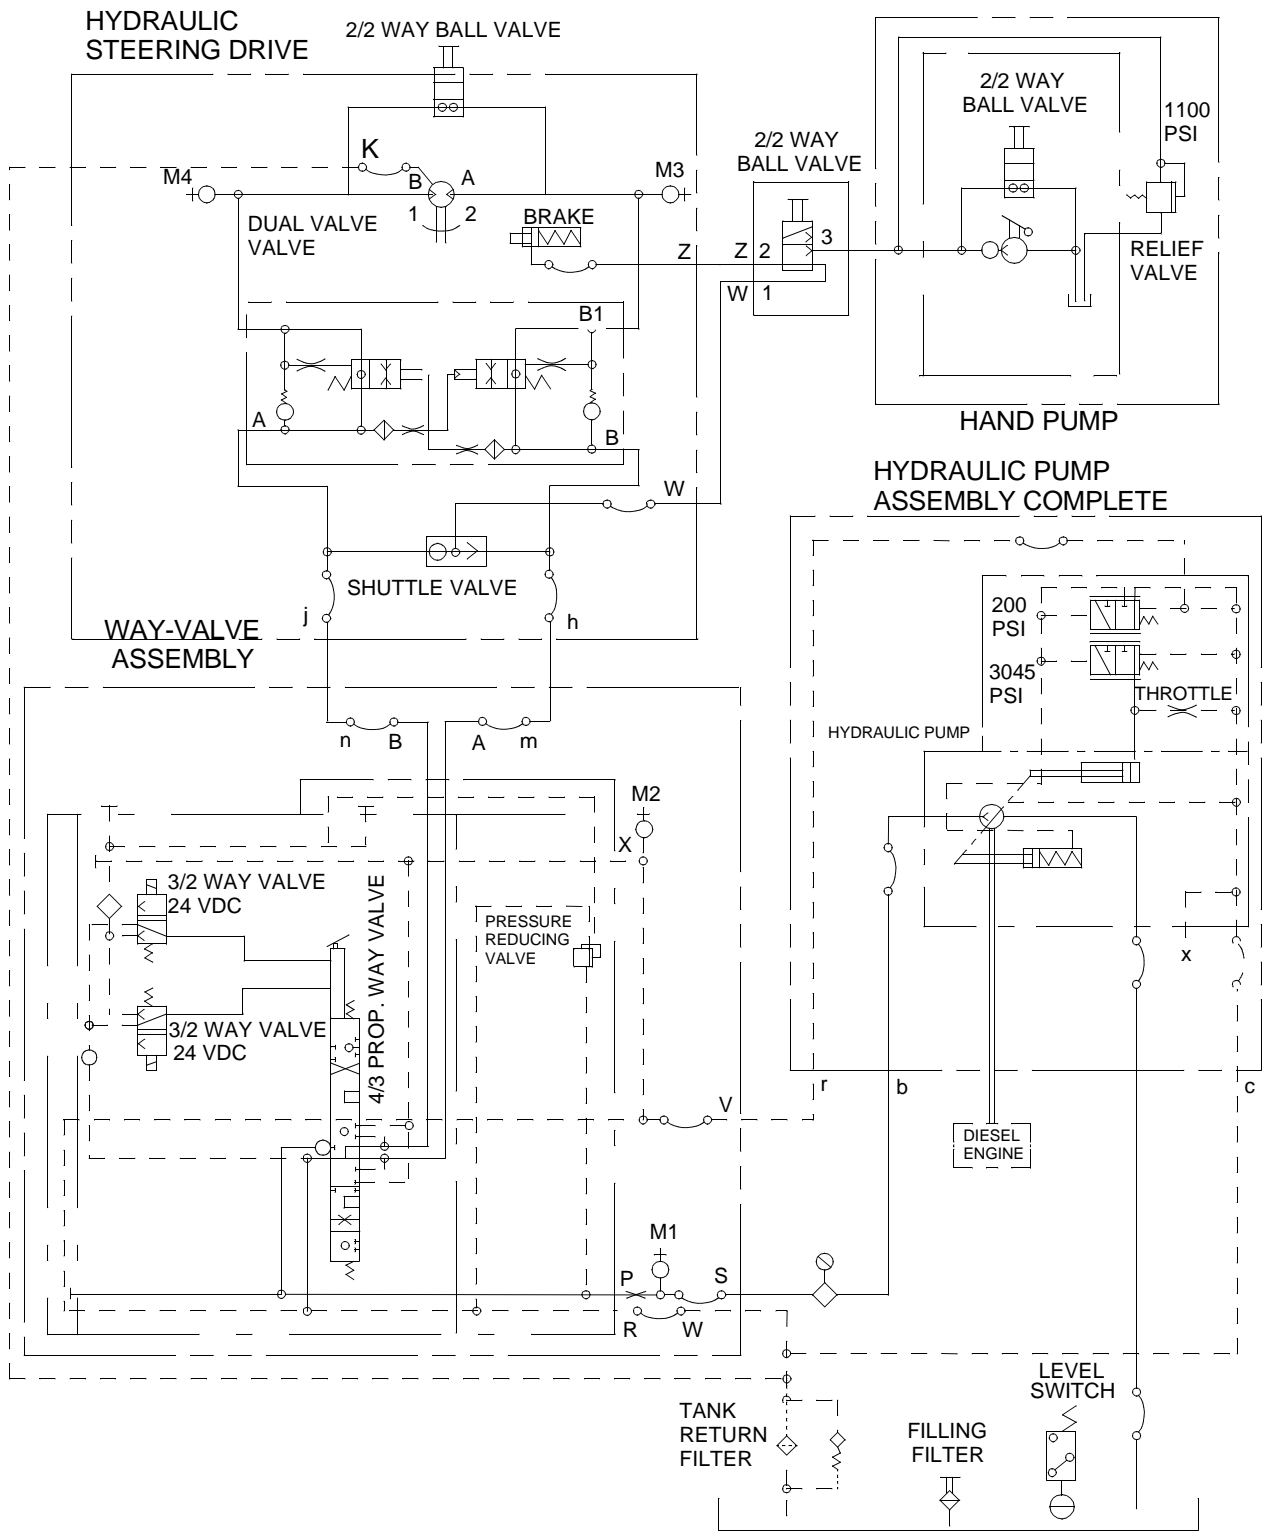 HYDRAULIC
STEERING DRIVE
2/2 WAY BALL VALVE
K
M4
B
A
M3
1
2
DUAL VALVE
VALVE
BRAKE
Z
2/2 WAY
BALL VALVE
Z
2
3
W
1
2/2 WAY
BALL VALVE
1100
PSI
RELIEF
VALVE
HAND PUMP
B1
A
B
W
SHUTTLE VALVE
j
h
WAY-VALVE
ASSEMBLY
HYDRAULIC PUMP
ASSEMBLY COMPLETE
200
PSI
3045
PSI
THROTTLE
HYDRAULIC PUMP
x
r
b
c
DIESEL
ENGINE
n
B
A
m
M2
X
3/2 WAY VALVE
24 VDC
4/3 PROP. WAY VALVE
PRESSURE
REDUCING
VALVE
3/2 WAY VALVE
24 VDC
V
M1
P
S
R
W
TANK
RETURN
FILTER
FILLING
FILTER
LEVEL
SWITCH